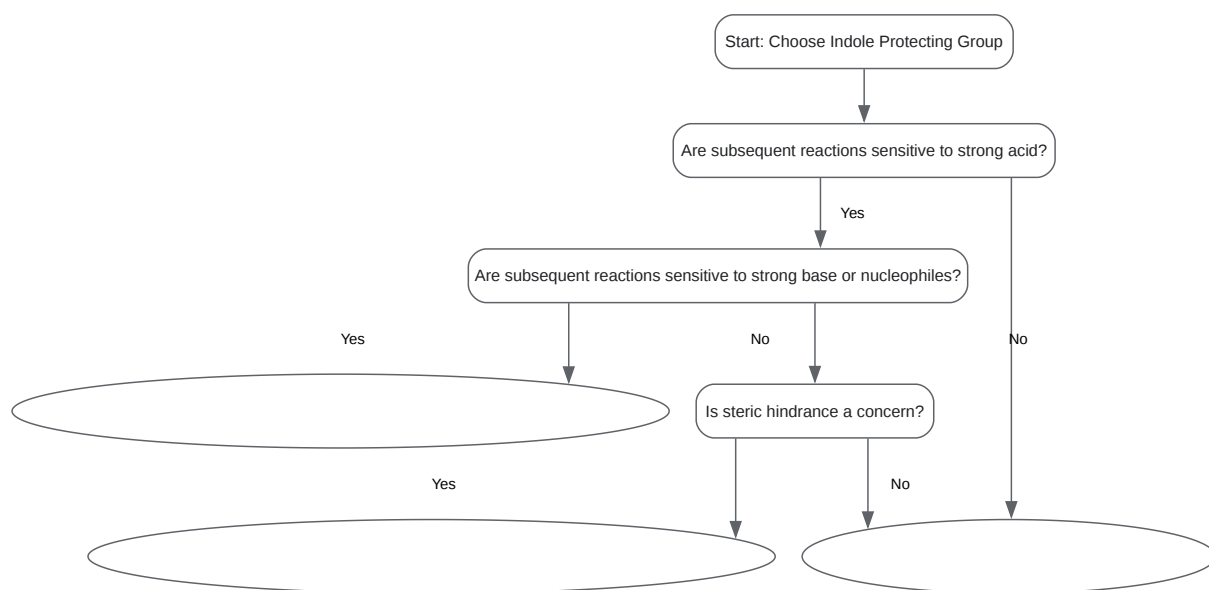 Start: Choose Indole Protecting Group
Are subsequent reactions sensitive to strong acid?
Yes
Are subsequent reactions sensitive to strong base or nucleophiles?
Yes
No
No
Is steric hindrance a concern?
Yes
No